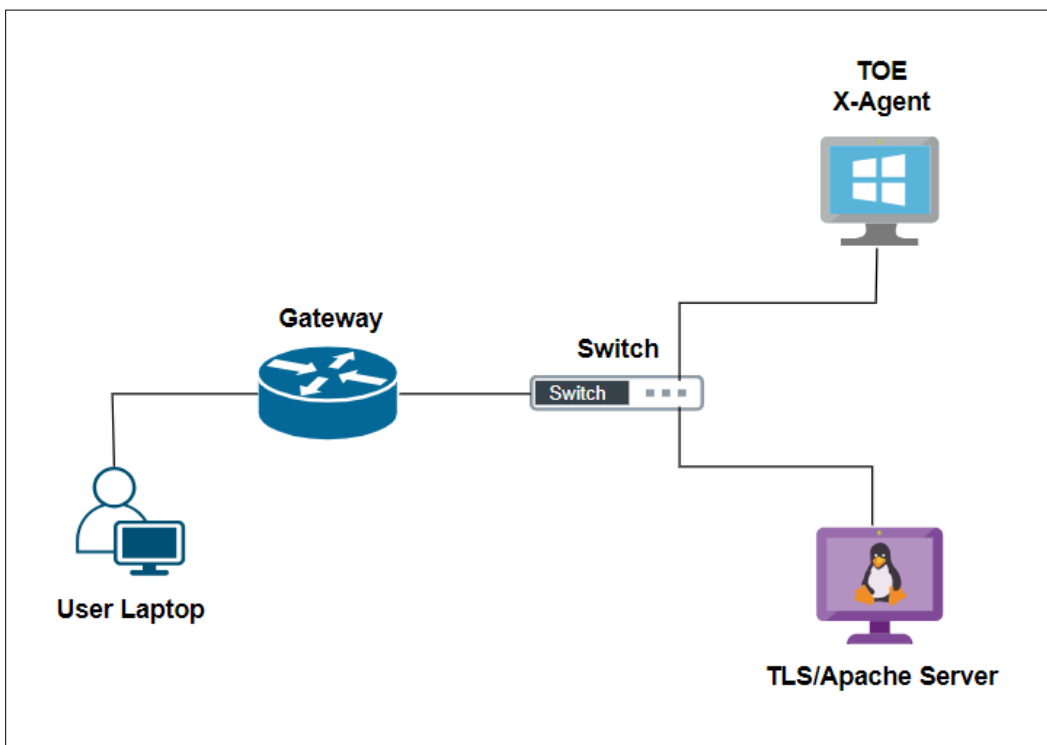 TOE
X-Agent
Gateway
Switch
Switch
User Laptop
TLS/Apache Server